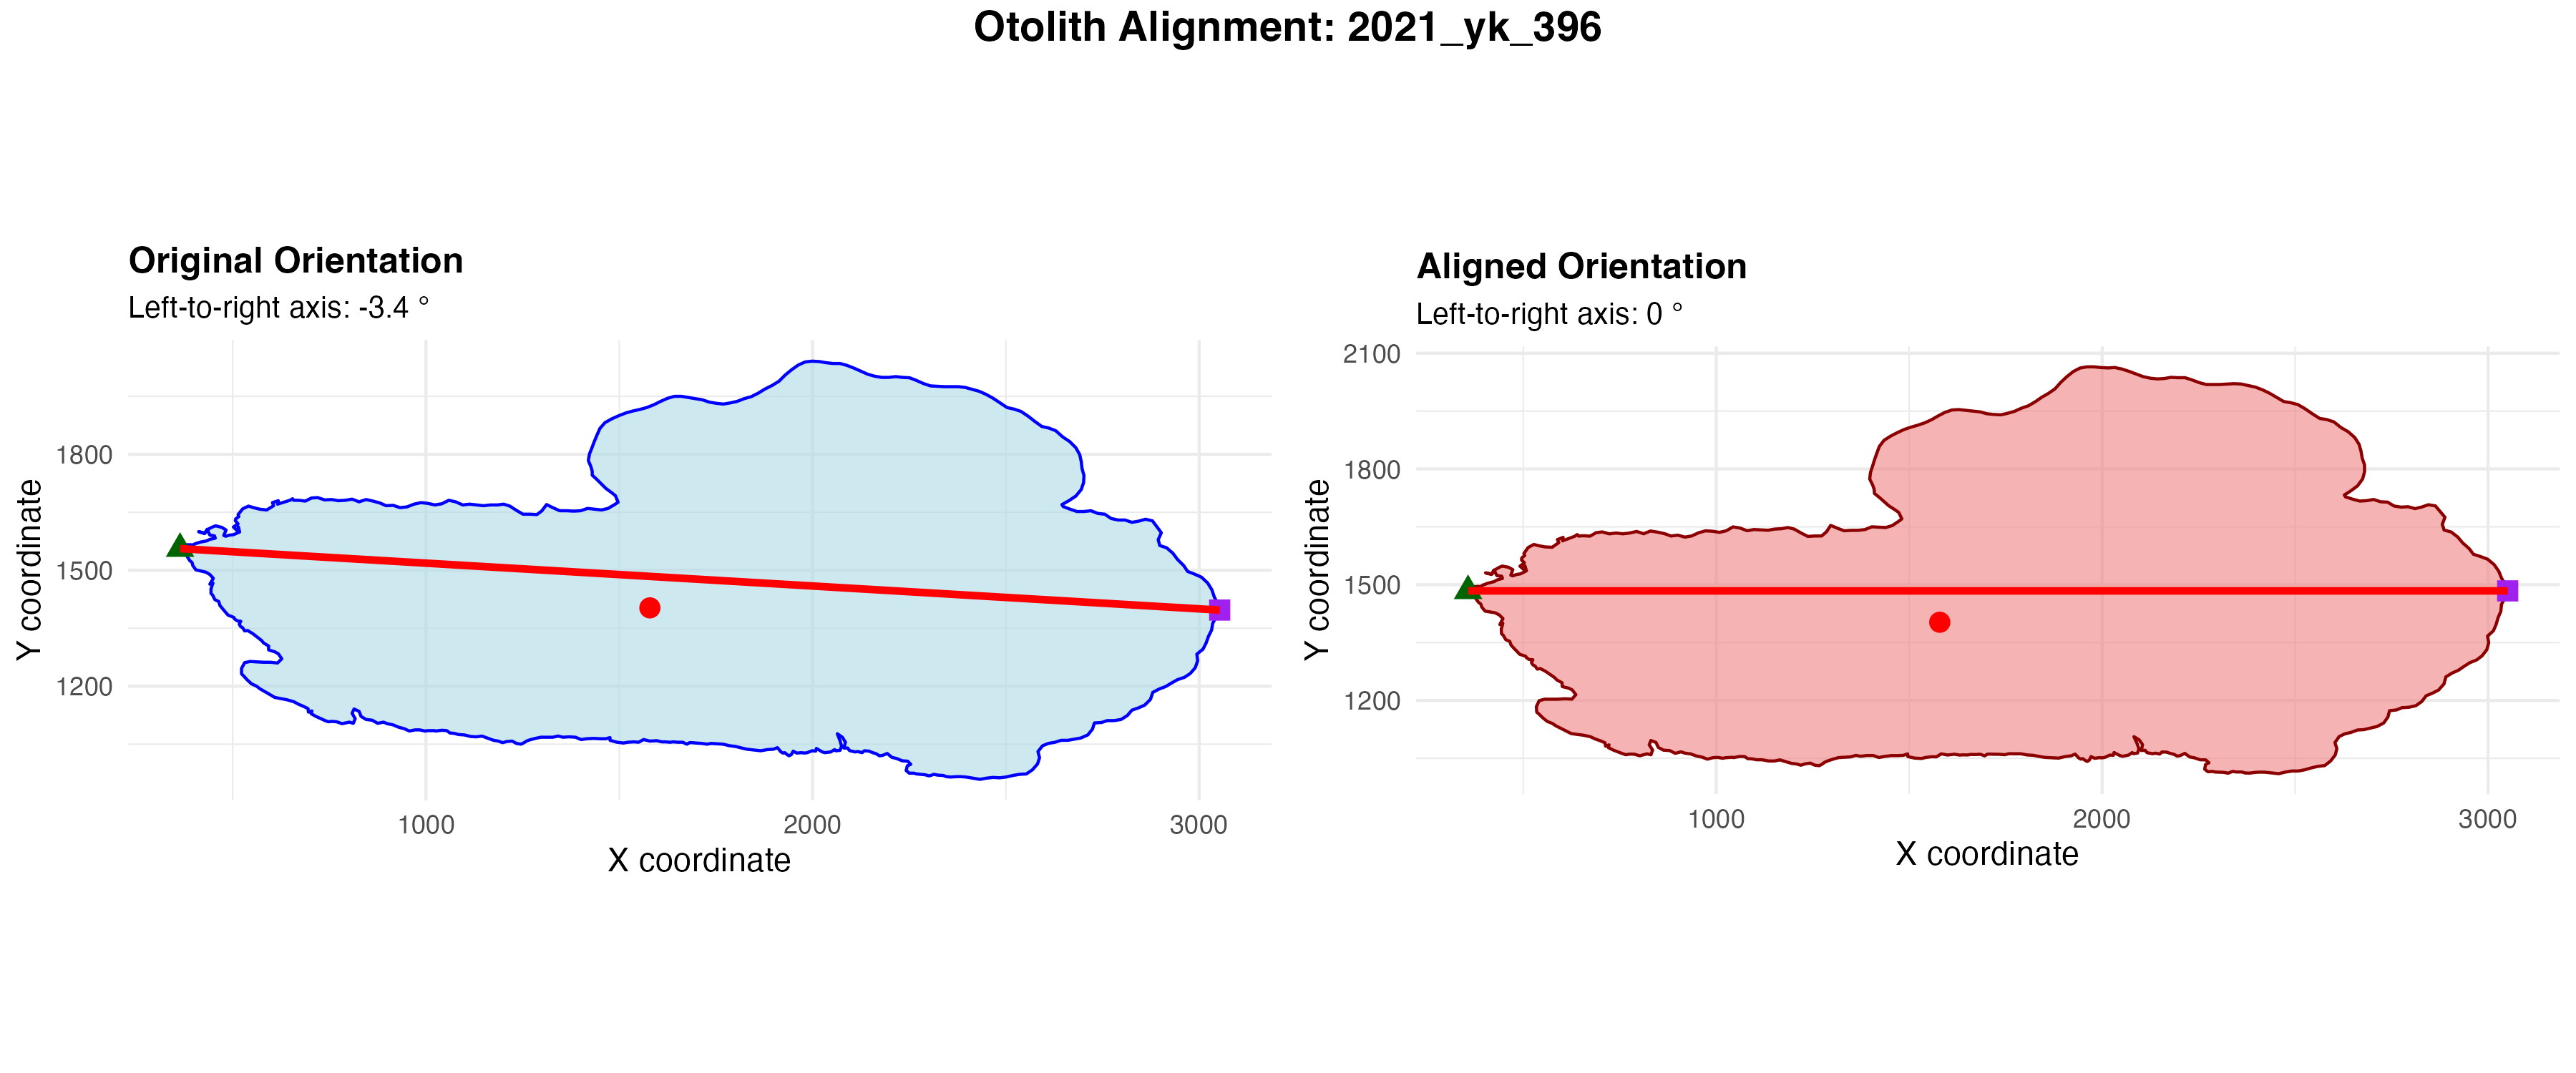 Otolith Alignment: 2021_yk_396
Original Orientation
Left-to-right axis: -3.4 °
Y coordinate
1800
1500
1200
1000
2000
3000
X coordinate
Aligned Orientation
Left-to-right axis: 0 °
Y coordinate
2100
1800
1500
1200
1000
2000
3000
X coordinate